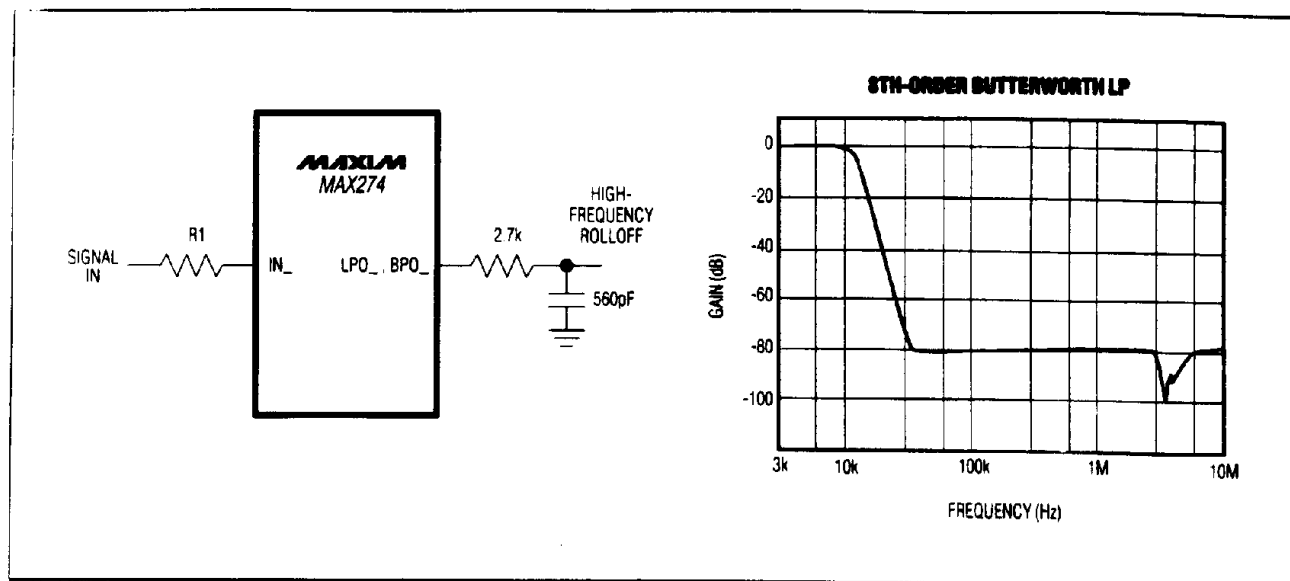 MAXIM
MAX274
R1
SIGNAL
IN
IN_
LPO_, BPO_
2.7k
HIGH-
FREQUENCY
ROLLOFF
560pF
8TH-ORDER BUTTERWORTH LP
GAIN (dB)
0
-20
-40
-60
-80
-100
3k 10k 100k 1M 10M
FREQUENCY (Hz)